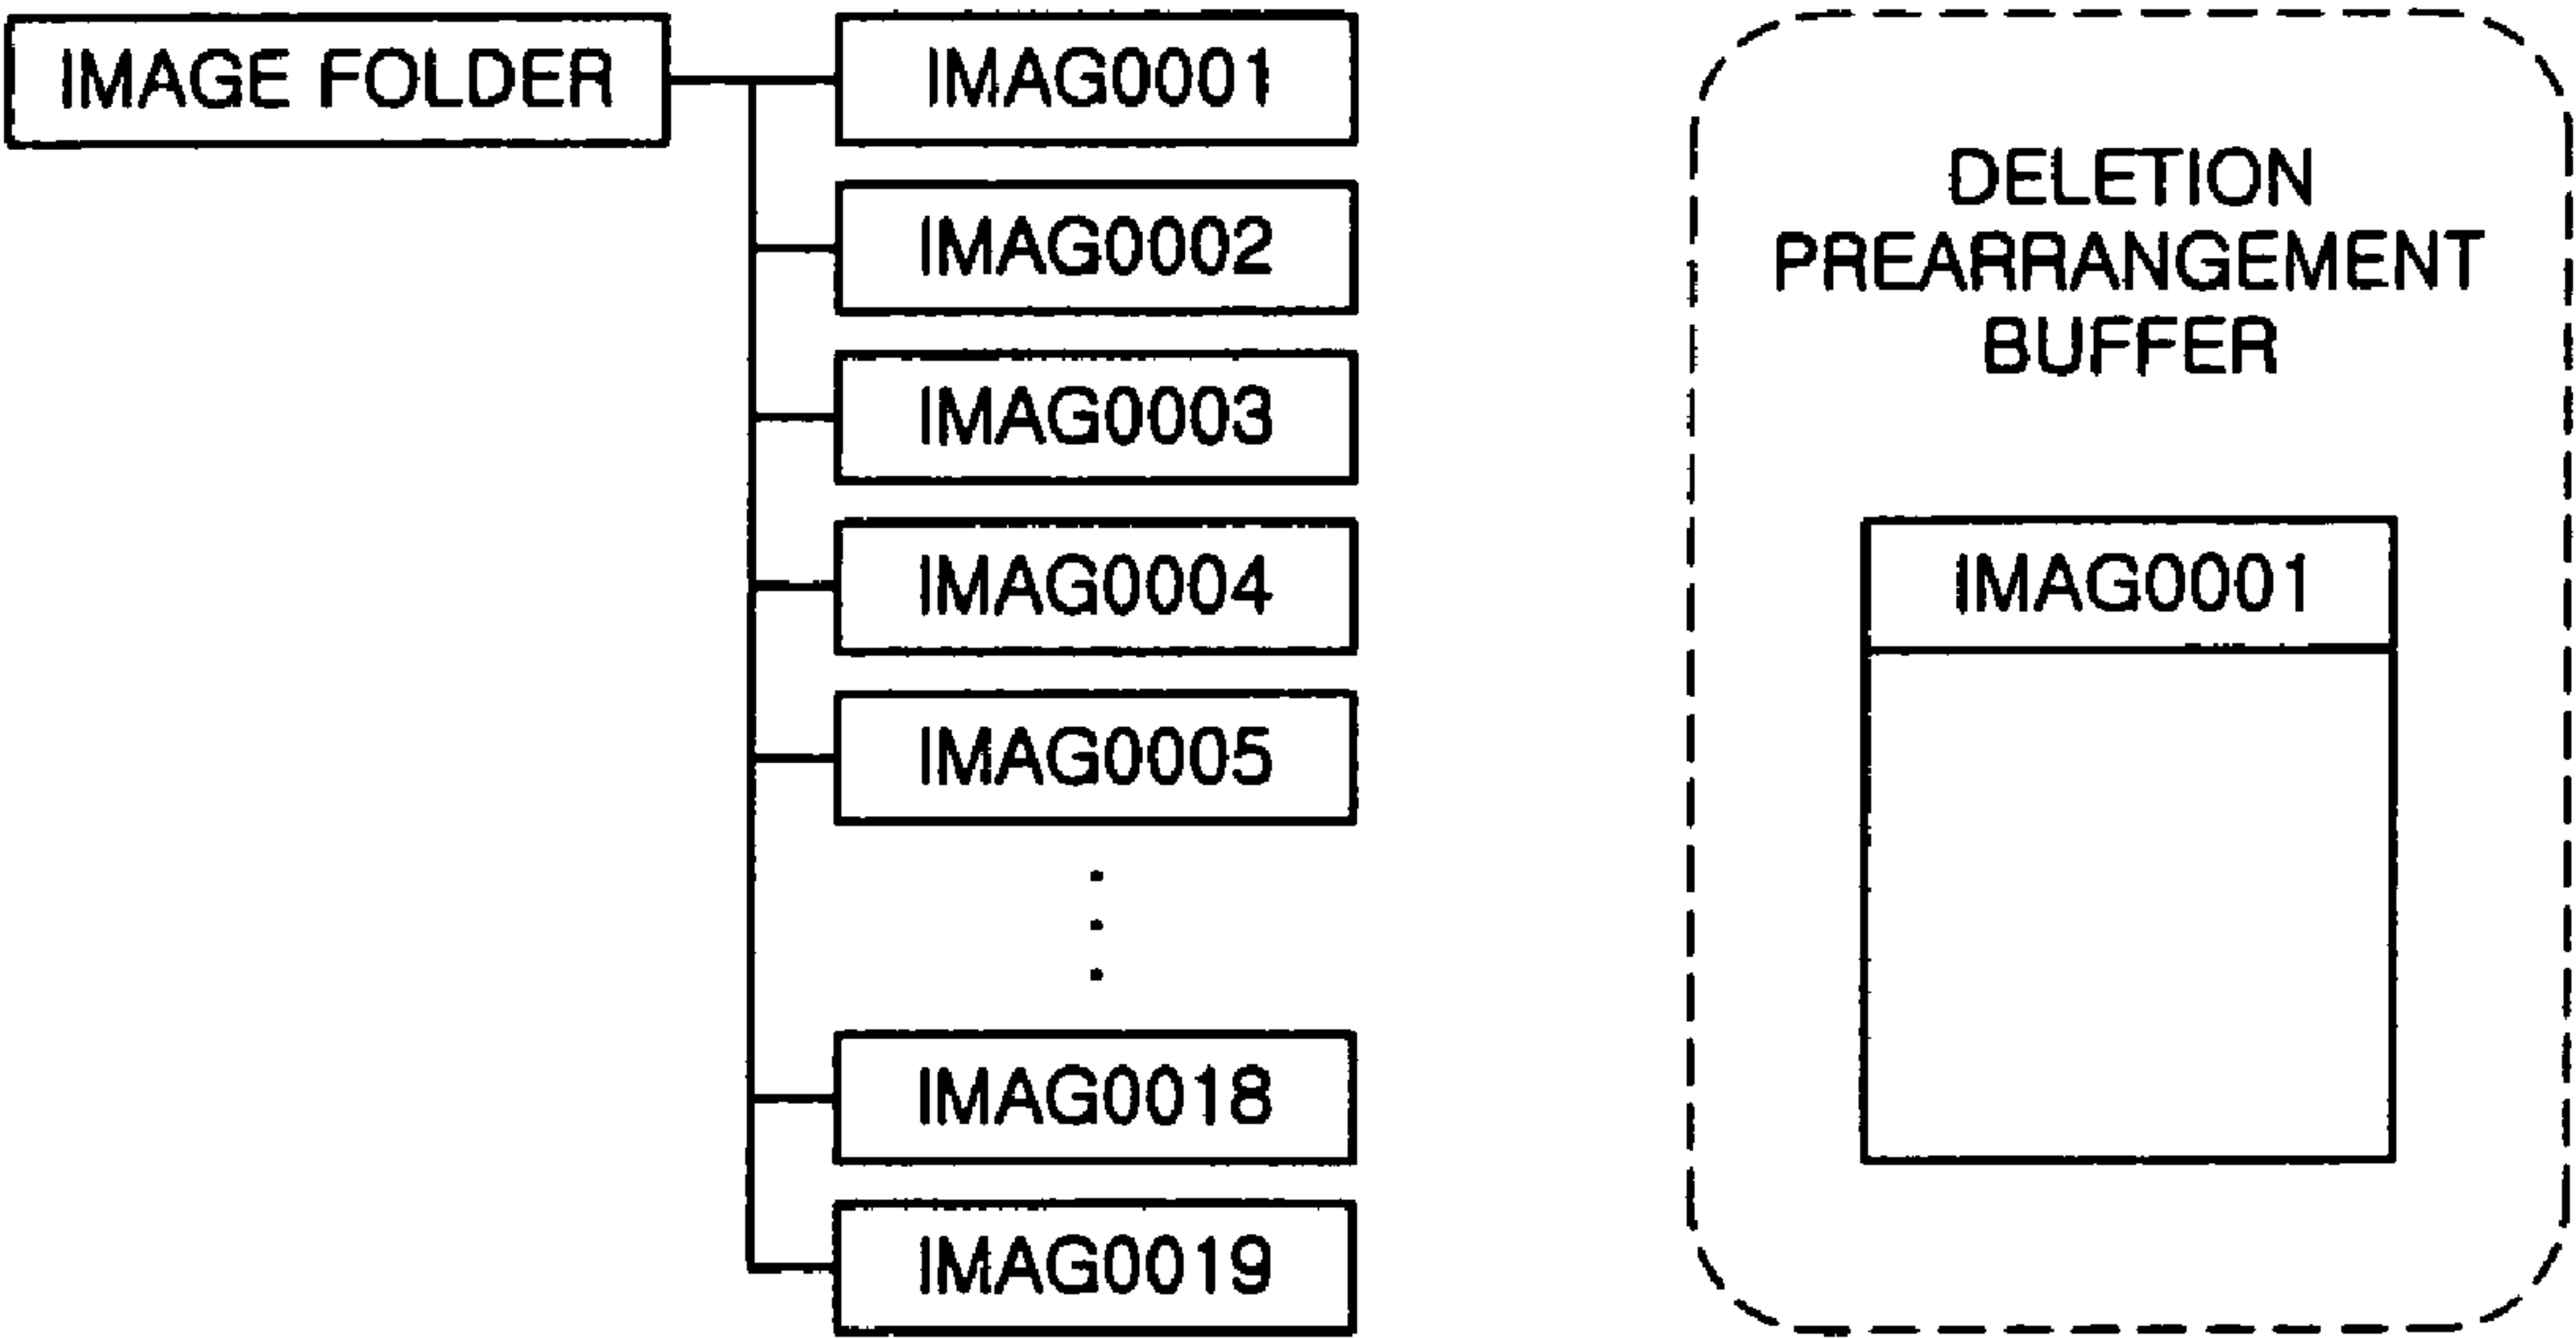 IMAGE FOLDER
IMAG0001
IMAG0002
IMAG0003
IMAG0004
IMAG0005
IMAG0018
IMAG0019
DELETION
PREARRANGEMENT
BUFFER
IMAG0001